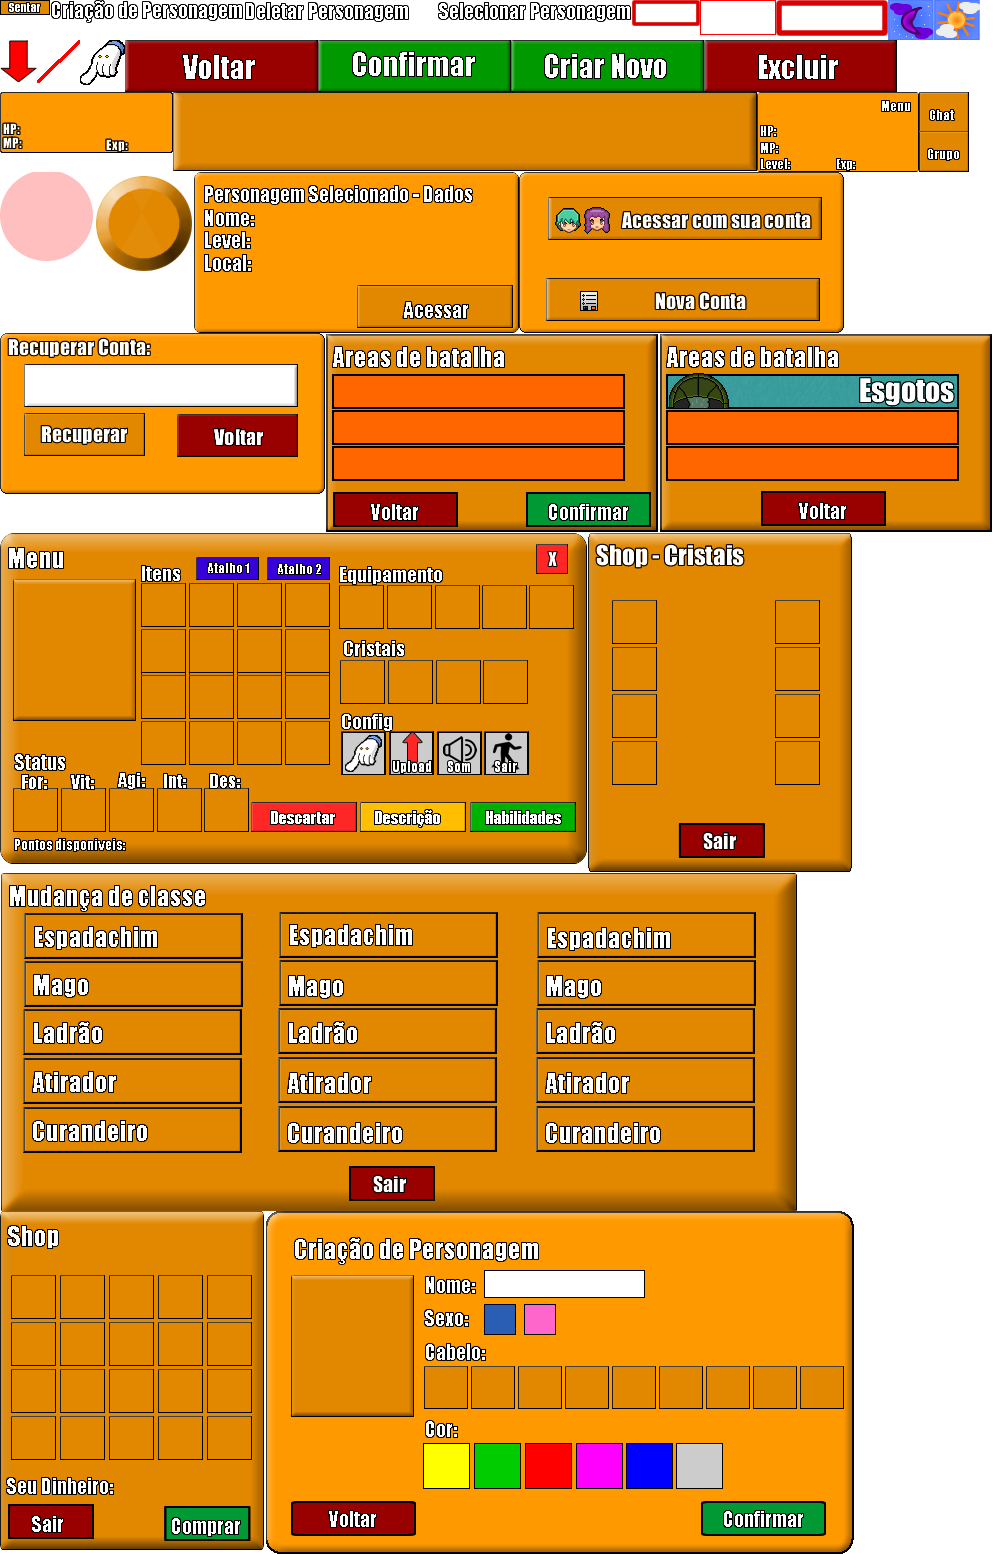 Sentar
Criação de Personagem
Deletar Personagem
Selecionar Personagem
Voltar
Confirmar
Criar Novo
Excluir
HP:
MP:
Exp:
Menu
HP:
MP:
Level:
Exp:
Chat
Grupo
Personagem Selecionado - Dados
Nome:
Level:
Local:
Acessar
Acessar com sua conta
Nova Conta
Recuperar Conta:
Recuperar
Voltar
Areas de batalha
Voltar
Confirmar
Areas de batalha
Esgotos
Voltar
Menu
Itens
Atalho 1
Atalho 2
Equipamento
X
Cristais
Config
Upload
Som
Sair
Status
For:
Vit:
Agi:
Int:
Des:
Descartar
Descrição
Habilidades
Pontos disponiveis:
Shop - Cristais
Sair
Mudança de classe
Espadachim
Espadachim
Espadachim
Mago
Mago
Mago
Ladrão
Ladrão
Ladrão
Atirador
Atirador
Atirador
Curandeiro
Curandeiro
Curandeiro
Sair
Shop
Seu Dinheiro:
Sair
Comprar
Criação de Personagem
Nome:
Sexo:
Cabelo:
Cor:
Voltar
Confirmar